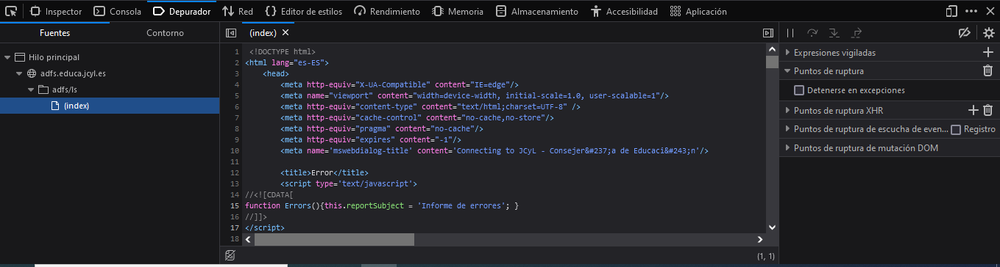 Inspector Consola Depurador Red Editor de estilos Rendimiento Memoria Almacenamiento Accesibilidad Aplicación
Fuentes Contorno
Hilo principal
adfs.educa.jcyl.es
adfs/ls
(index)
(index)
1 <!DOCTYPE html>
2 <html lang="es-ES">
3 <head>
4 <meta http-equiv="X-UA-Compatible" content="IE=edge"/>
5 <meta name="viewport" content="width=device-width, initial-scale=1.0, user-scalable=1"/>
6 <meta http-equiv="content-type" content="text/html;charset=UTF-8" />
7 <meta http-equiv="cache-control" content="no-cache,no-store"/>
8 <meta http-equiv="pragma" content="no-cache"/>
9 <meta http-equiv="expires" content="-1"/>
10 <meta name='mswebdialog-title' content='Connecting to JCyL - Consejer&#237;a de Educaci&#243;n'/>
11
12 <title>Error</title>
13 <script type='text/javascript'>
14 //<![CDATA[
15 function Errors(){this.reportSubject = 'Informe de errores'; }
16 //]]>
17 </script>
18
(1, 1)
Expresiones vigiladas
Puntos de ruptura
Detenerse en excepciones
Puntos de ruptura XHR
Puntos de ruptura de escucha de even... Registro
Puntos de ruptura de mutación DOM